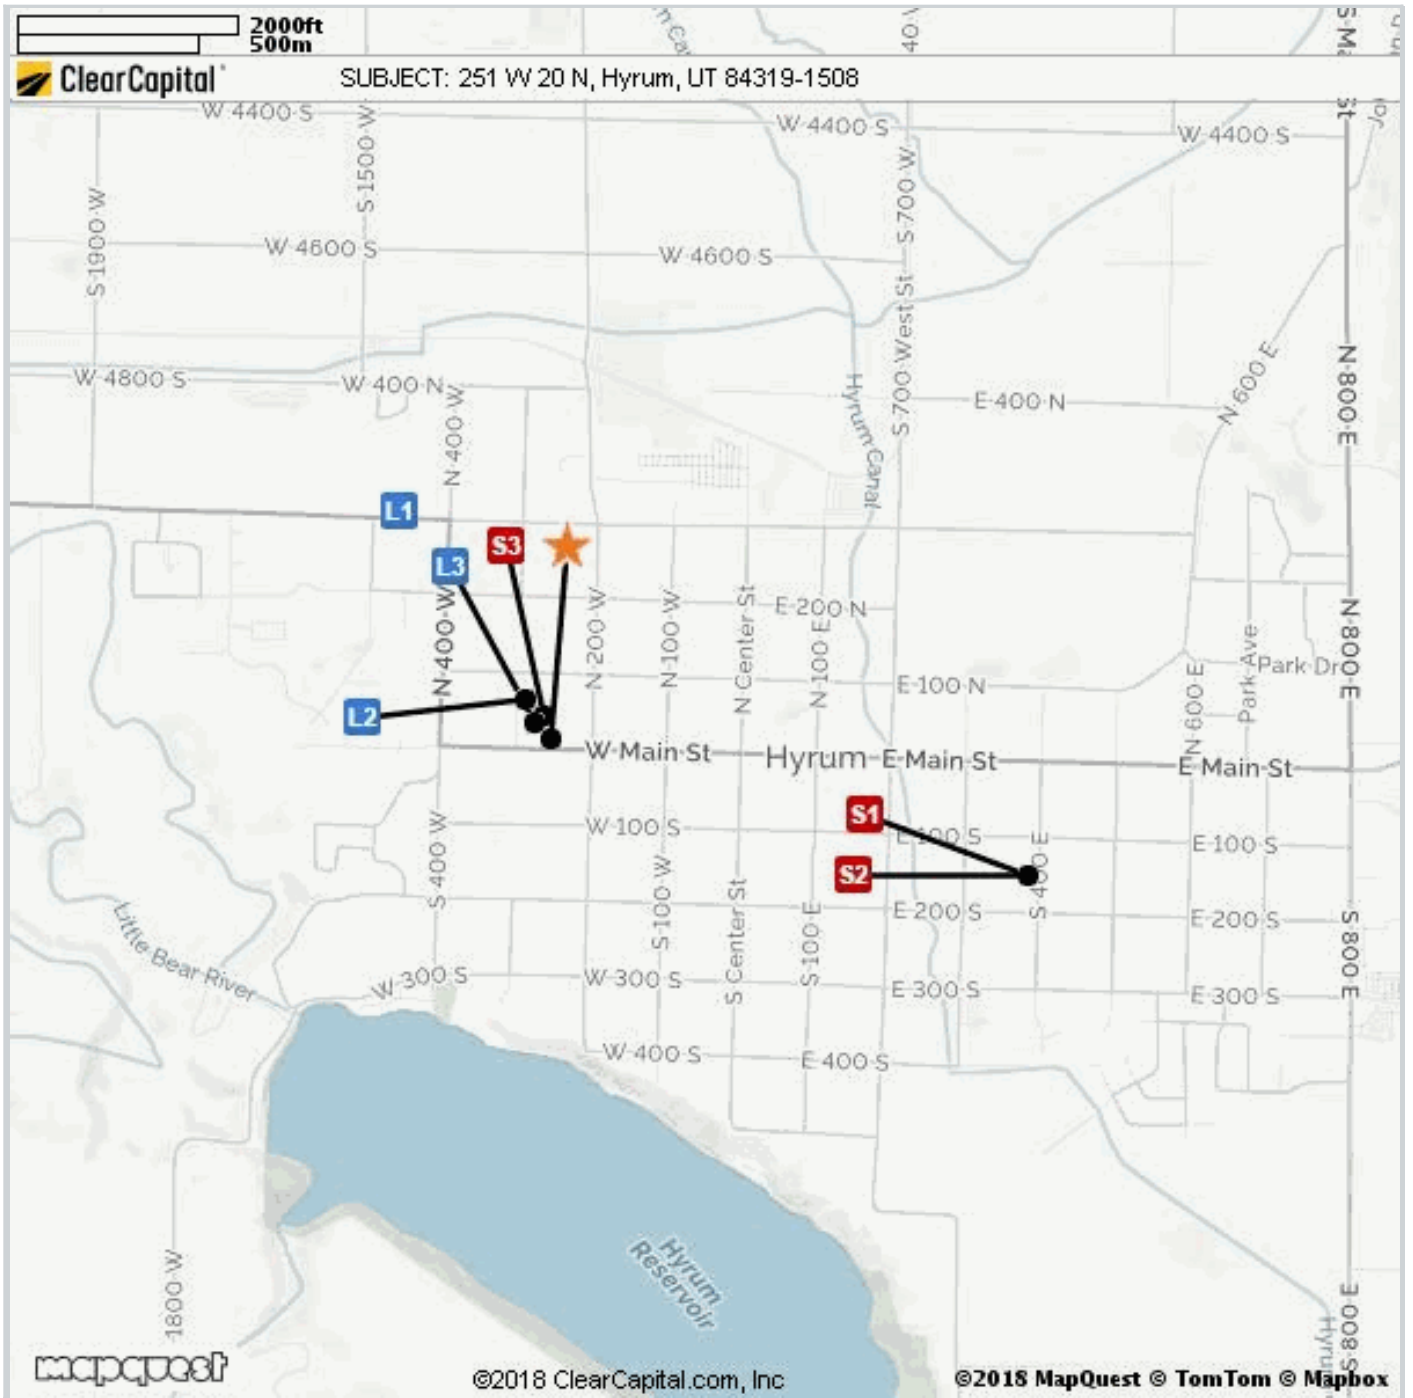 2000ft
500m
ClearCapital
SUBJECT: 251 W 20 N, Hyrum, UT 84319-1508
W 4400 S
W 4400 S
W 4400 S
S 1500 W
S 1900 W
S 700 W
W 4600 S
W 4600 S
S 700 West St
W 4800 S
W 400 N
N 400 W
Hyrum Canal
E 400 N
N 600 E
N 800 E
L1
S3
L3
N 400 W
N 200 W
N 100 W
N Center St
E 200 N
N 100 E
E 100 N
N 600 E
Park Ave
Park Dr
N 800 E
L2
W Main St
Hyrum
E Main St
E Main St
S1
W 100 S
E 100 S
E 100 S
S2
S 400 W
S 100 W
S Center St
S 100 E
S 400 E
E 200 S
E 200 S
S 800 E
Little Bear River
W 300 S
W 300 S
E 300 S
E 300 S
W 400 S
E 400 S
Hyrum
Reservoir
1800 W
S 800 E
mapquest
©2018 ClearCapital.com, Inc
©2018 MapQuest © TomTom © Mapbox